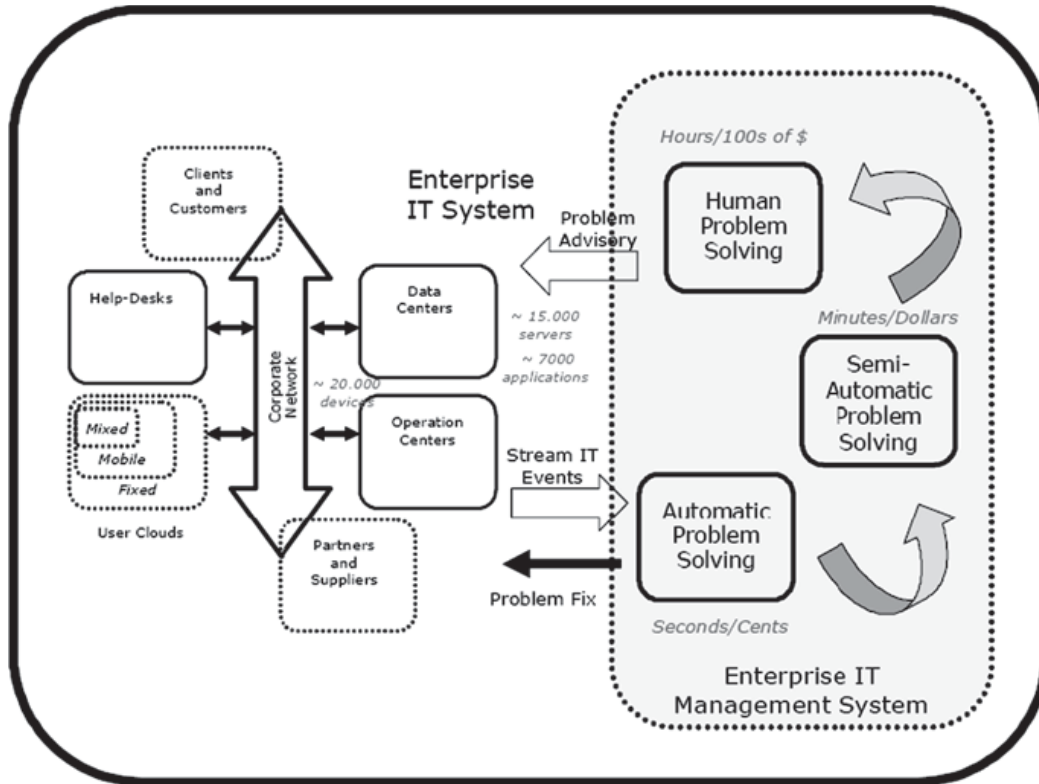 Clients
and
Customers
Help-Desks
Mixed
Mobile
Fixed
User Clouds
Corporate
Network
~ 20.000
devices
Partners
and
Suppliers
Enterprise
IT System
Data
Centers
~ 15.000
servers
~ 7000
applications
Operation
Centers
Problem
Advisory
Stream IT
Events
Problem Fix
Hours/100s of $
Human
Problem
Solving
Minutes/Dollars
Semi-
Automatic
Problem
Solving
Automatic
Problem
Solving
Seconds/Cents
Enterprise IT
Management System